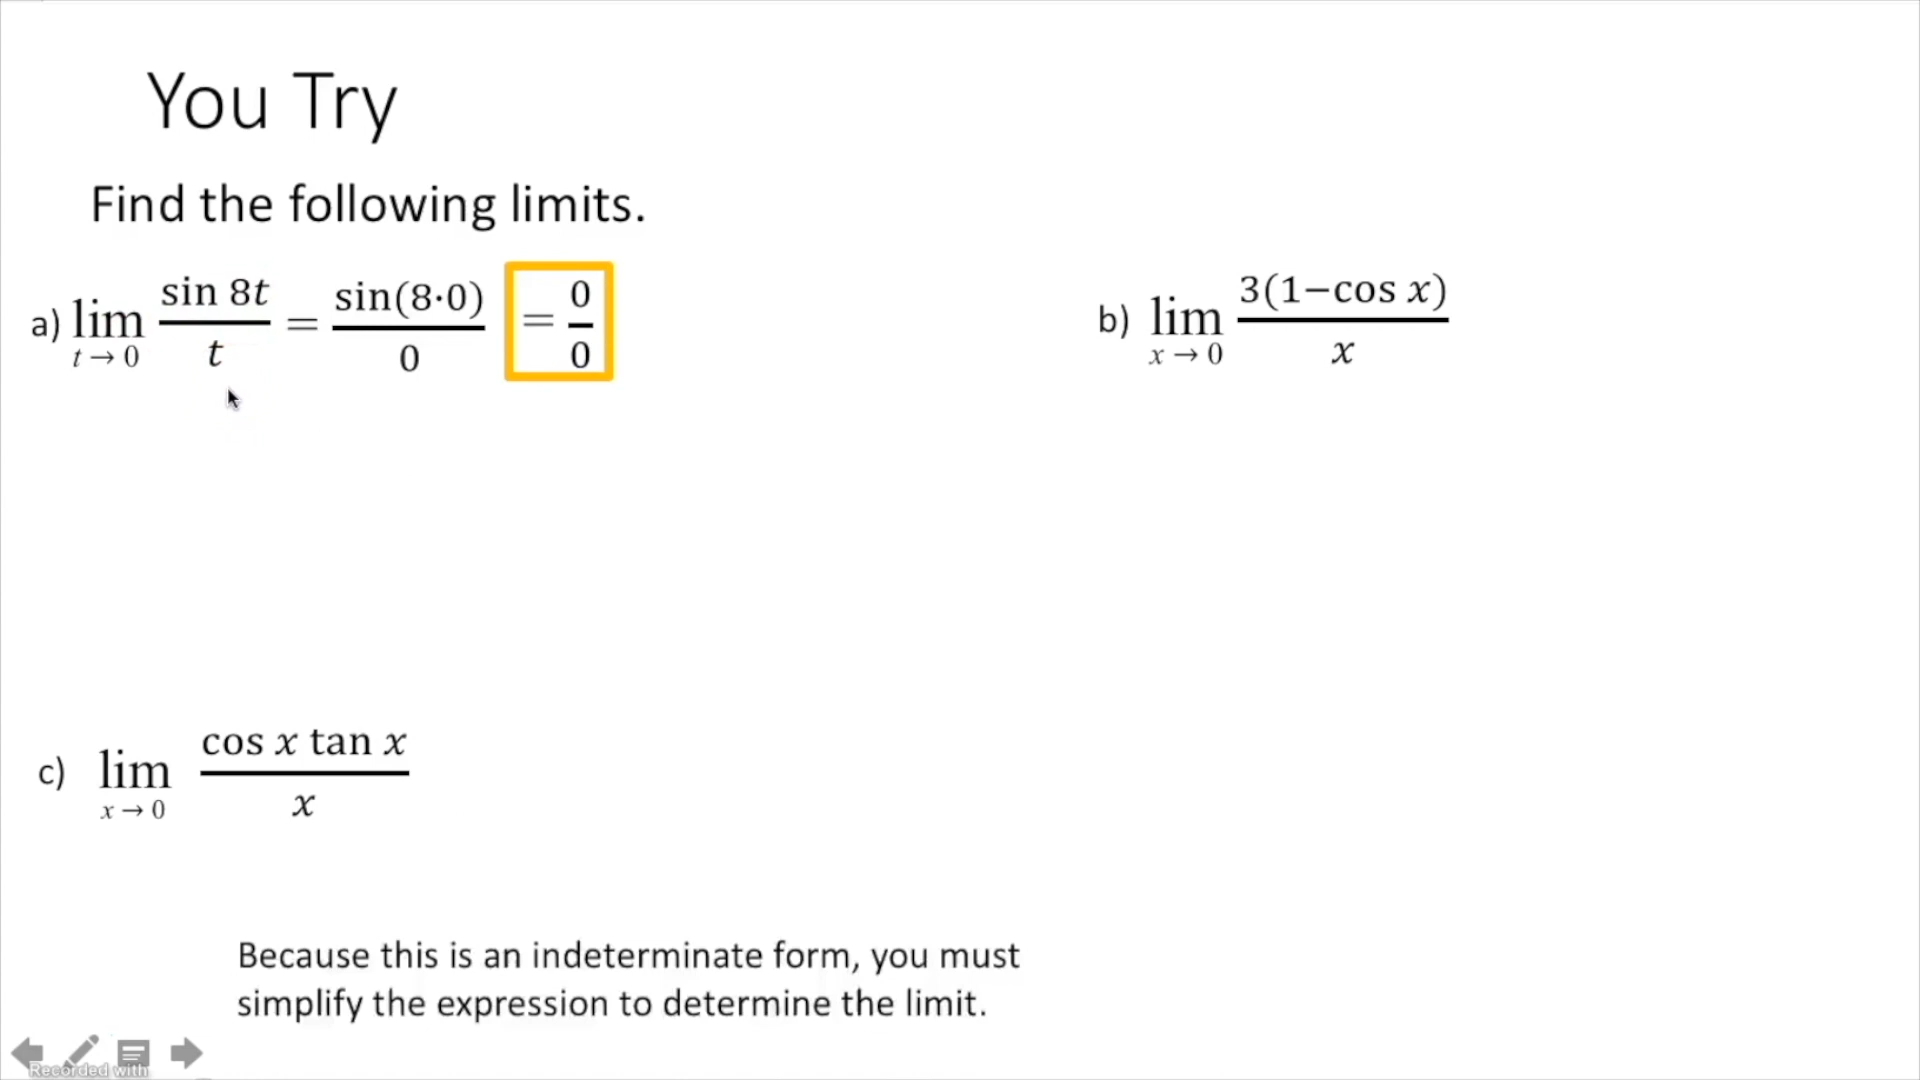 You Try
Find the following limits.
a) lim t→0 sin 8t / t = sin(8·0) / 0 = 0 / 0
b) lim x→0 3(1−cos x) / x
c) lim x→0 cos x tan x / x
Because this is an indeterminate form, you must
simplify the expression to determine the limit.
Recorded with